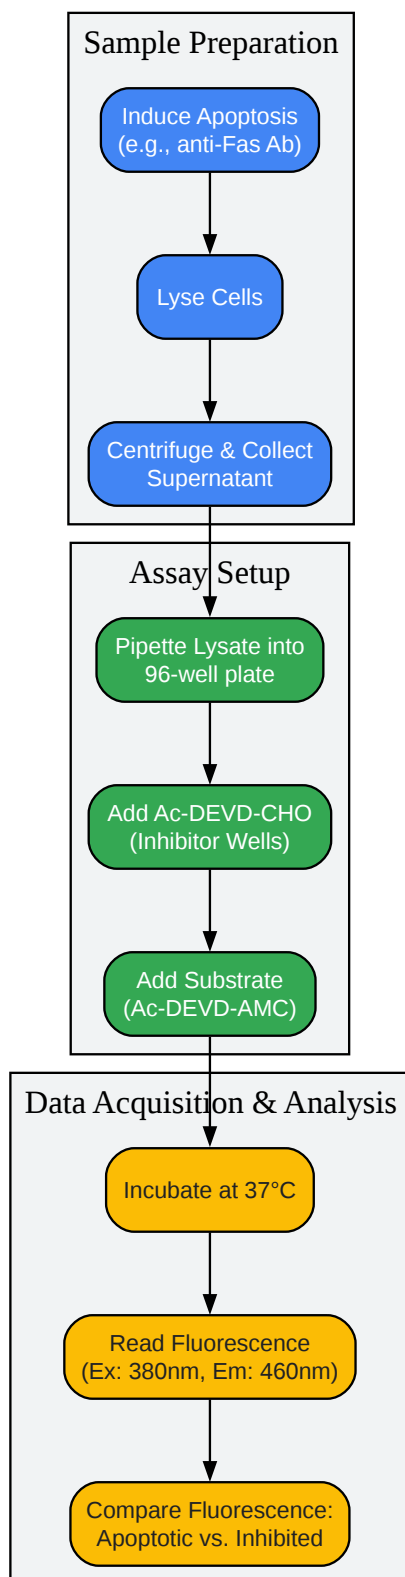 Sample Preparation
Induce Apoptosis
(e.g., anti-Fas Ab)
Lyse Cells
Centrifuge & Collect
Supernatant
Assay Setup
Pipette Lysate into
96-well plate
Add Ac-DEVD-CHO
(Inhibitor Wells)
Add Substrate
(Ac-DEVD-AMC)
Data Acquisition & Analysis
Incubate at 37°C
Read Fluorescence
(Ex: 380nm, Em: 460nm)
Compare Fluorescence:
Apoptotic vs. Inhibited